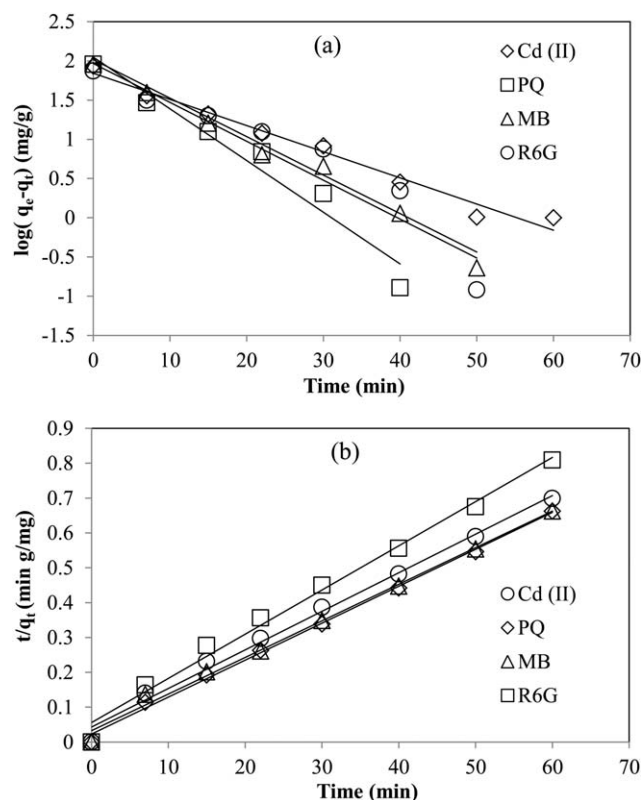 (a)
2.5
2
1.5
1
0.5
0
-0.5
-1
-1.5
log( qe-qt) (mg/g)
Cd (II)
PQ
MB
R6G
0 10 20 30 40 50 60 70
Time (min)
(b)
0.9
0.8
0.7
0.6
0.5
0.4
0.3
0.2
0.1
0
t/qt (min g/mg)
Cd (II)
PQ
MB
R6G
0 10 20 30 40 50 60 70
Time (min)